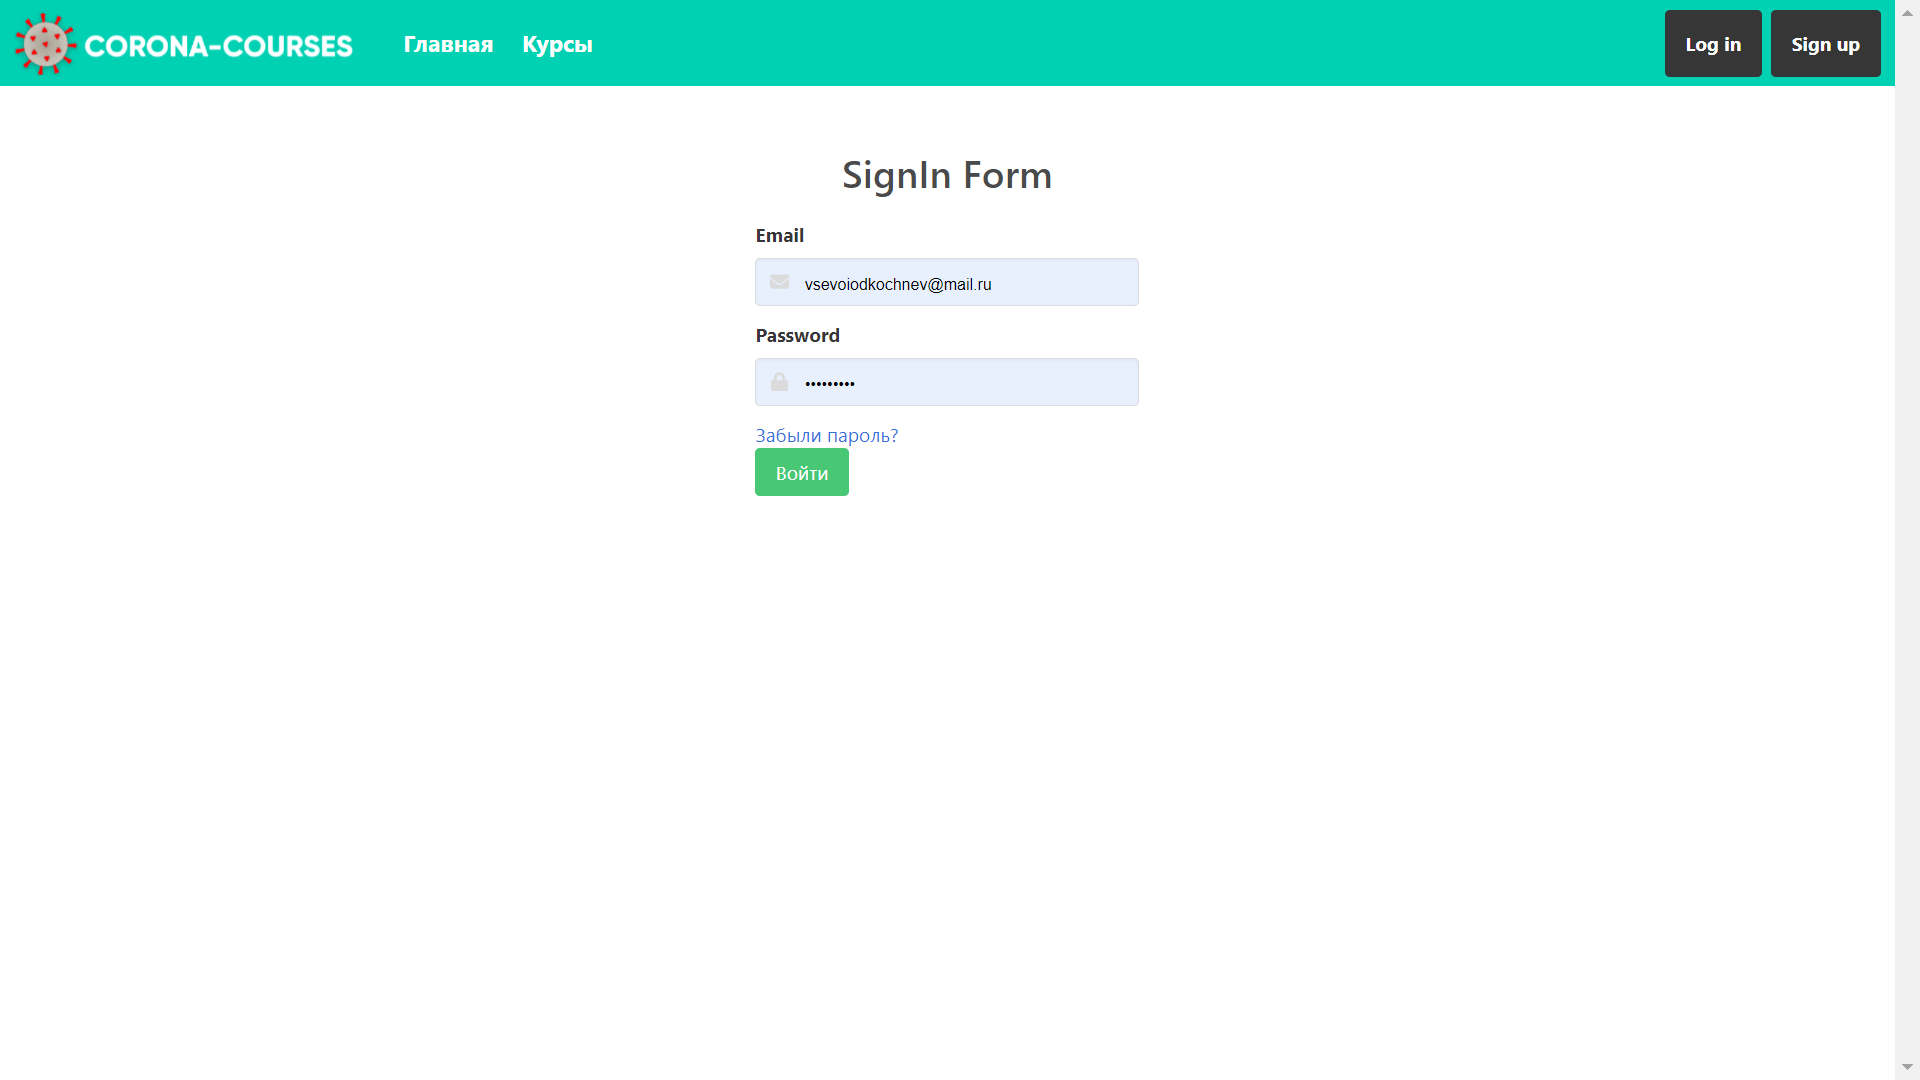 CORONA-COURSES
Главная
Курсы
Log in
Sign up
SignIn Form
Email
vsevoiodkochnev@mail.ru
Password
•••••••••
Забыли пароль?
Войти